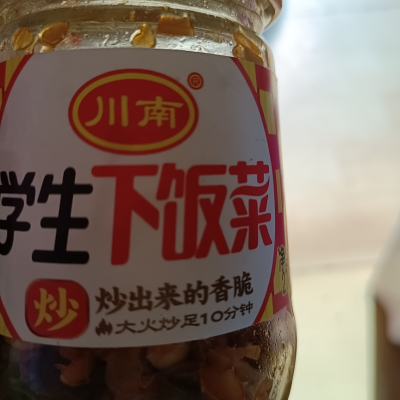 川南
学生下饭菜
炒
炒出来的香脆
大火炒足10分钟